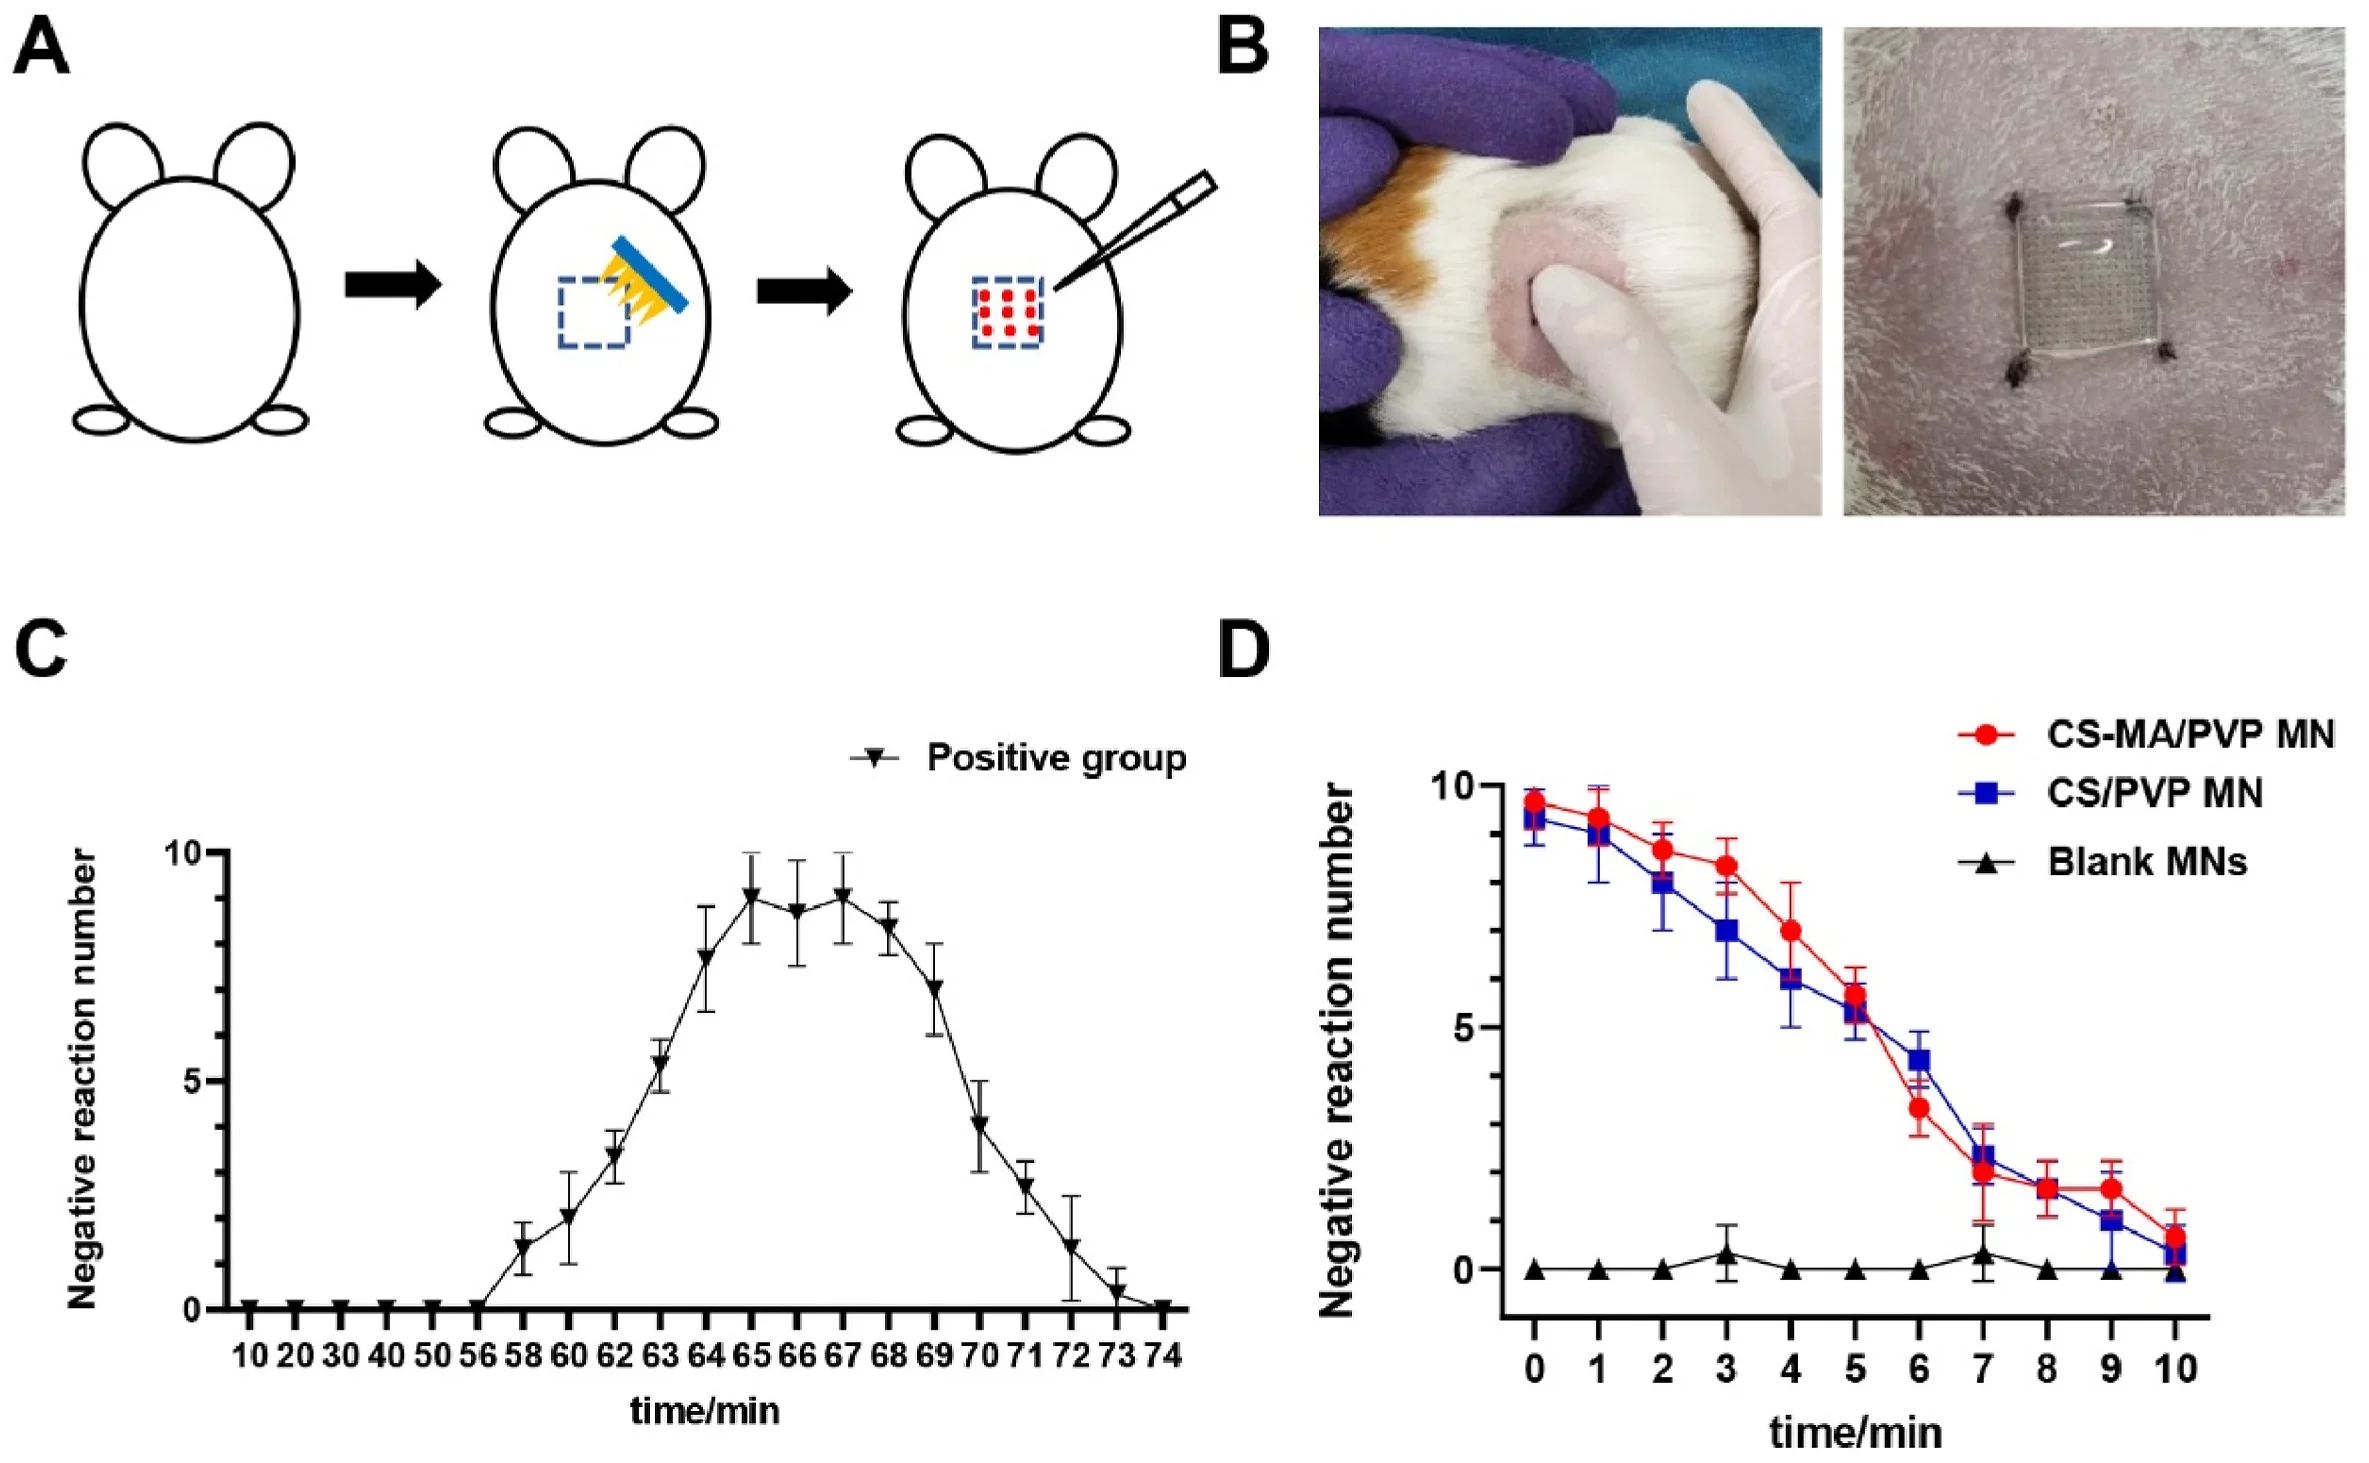 A
B
C
Positive group
Negative reaction number
10
5
0
10 20 30 40 50 56 58 60 62 63 64 65 66 67 68 69 70 71 72 73 74
time/min
D
CS-MA/PVP MN
CS/PVP MN
Blank MNs
Negative reaction number
10
5
0
0 1 2 3 4 5 6 7 8 9 10
time/min